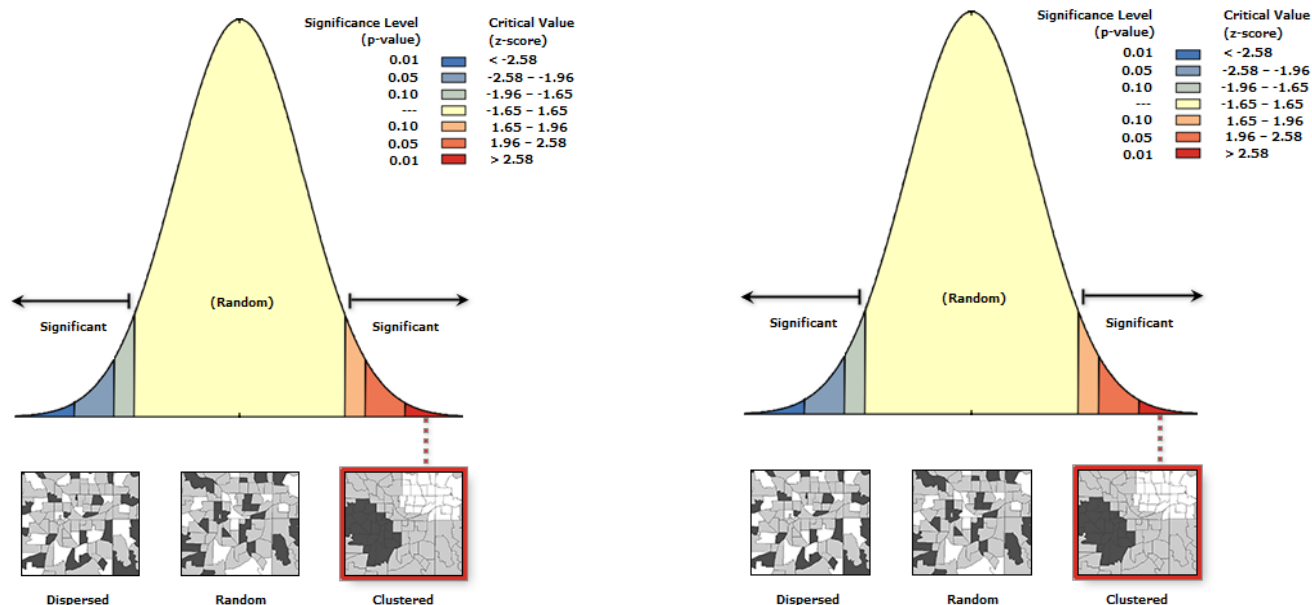 Significance Level Critical Value
(p-value) (z-score)
0.01 < -2.58
0.05 -2.58 – -1.96
0.10 -1.96 – -1.65
--- -1.65 – 1.65
0.10 1.65 – 1.96
0.05 1.96 – 2.58
0.01 > 2.58
(Random)
Significant Significant
Dispersed Random Clustered
Significance Level Critical Value
(p-value) (z-score)
0.01 < -2.58
0.05 -2.58 – -1.96
0.10 -1.96 – -1.65
--- -1.65 – 1.65
0.10 1.65 – 1.96
0.05 1.96 – 2.58
0.01 > 2.58
(Random)
Significant Significant
Dispersed Random Clustered